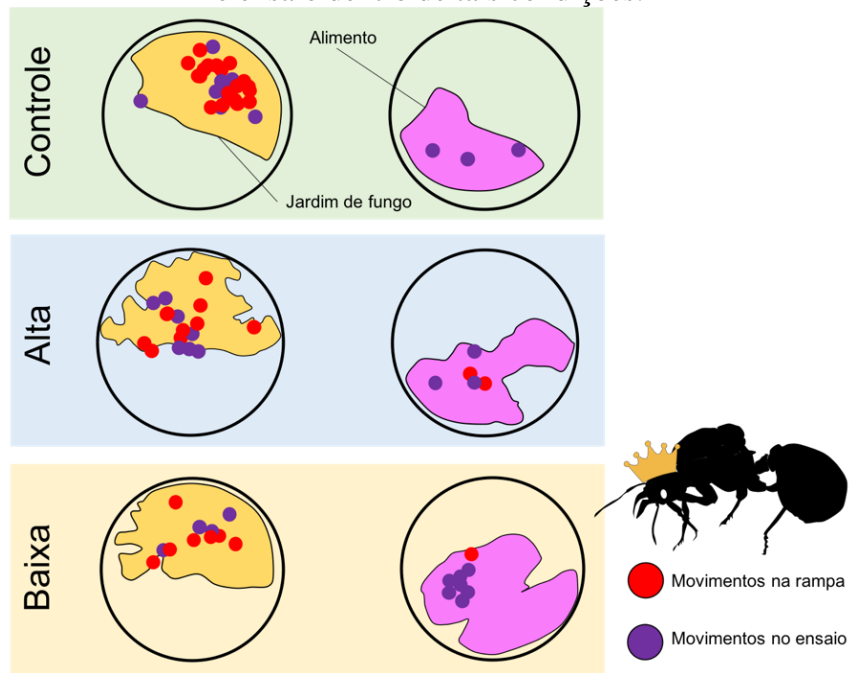 Controle
Alimento
Jardim de fungo
Alta
Baixa
Movimentos na rampa
Movimentos no ensaio